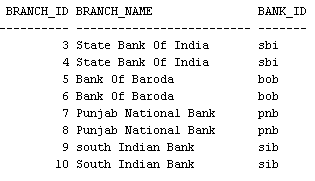 BRANCH_ID BRANCH_NAME BANK_ID
---------- ------------------------- -------
3 State Bank Of India sbi
4 State Bank Of India sbi
5 Bank Of Baroda bob
6 Bank Of Baroda bob
7 Punjab National Bank pnb
8 Punjab National Bank pnb
9 south Indian Bank sib
10 South Indian Bank sib